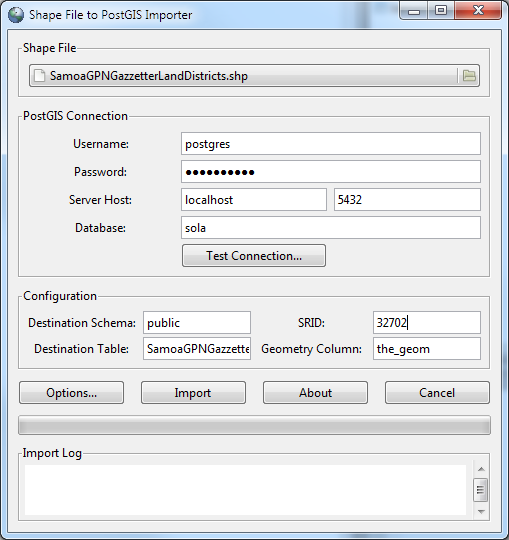 Shape File to PostGIS Importer
Shape File
SamoaGPNGazzetterLandDistricts.shp
PostGIS Connection
Username: postgres
Password: ●●●●●●●●●●
Server Host: localhost 5432
Database: sola
Test Connection...
Configuration
Destination Schema: public SRID: 32702
Destination Table: SamoaGPNGazzette Geometry Column: the_geom
Options... Import About Cancel
Import Log